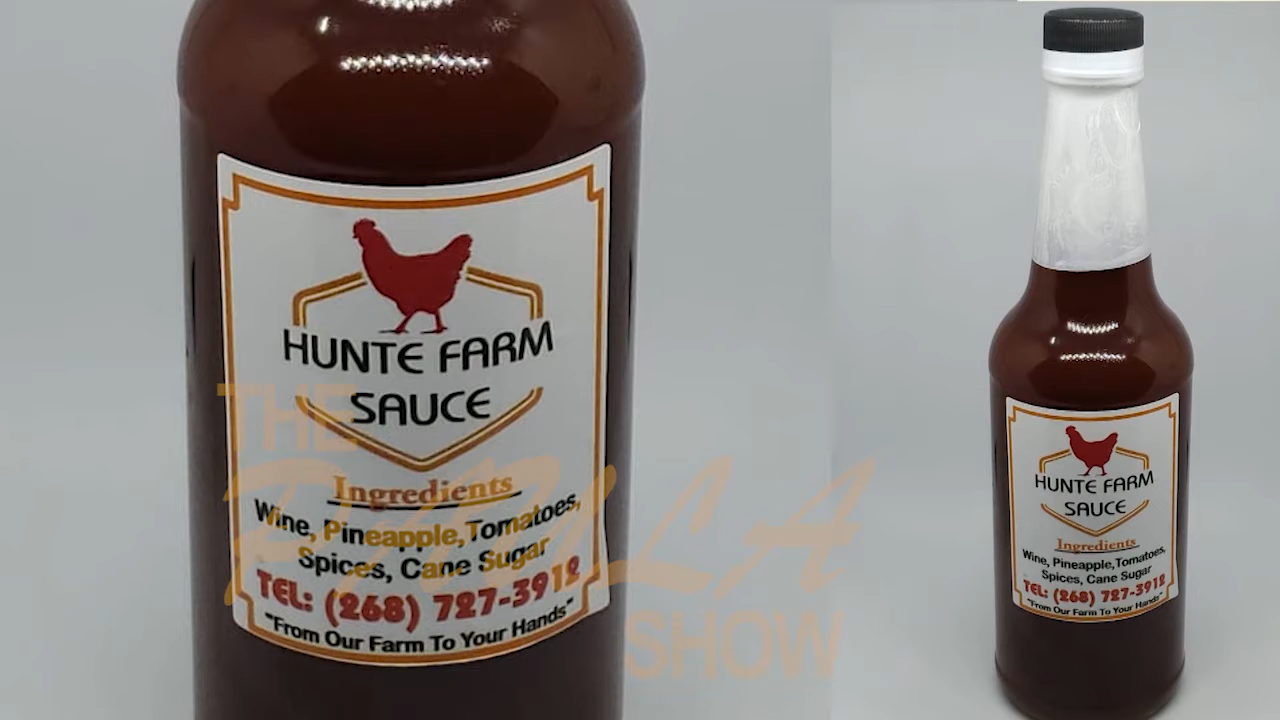 HUNTE FARM
SAUCE
Ingredients
Wine, Pineapple, Tomatoes,
Spices, Cane Sugar
TEL: (268) 727-3912
"From Our Farm To Your Hands"
THE
SHOW
HUNTE FARM
SAUCE
Ingredients
Wine, Pineapple, Tomatoes,
Spices, Cane Sugar
TEL: (268) 727-3912
"From Our Farm To Your Hands"